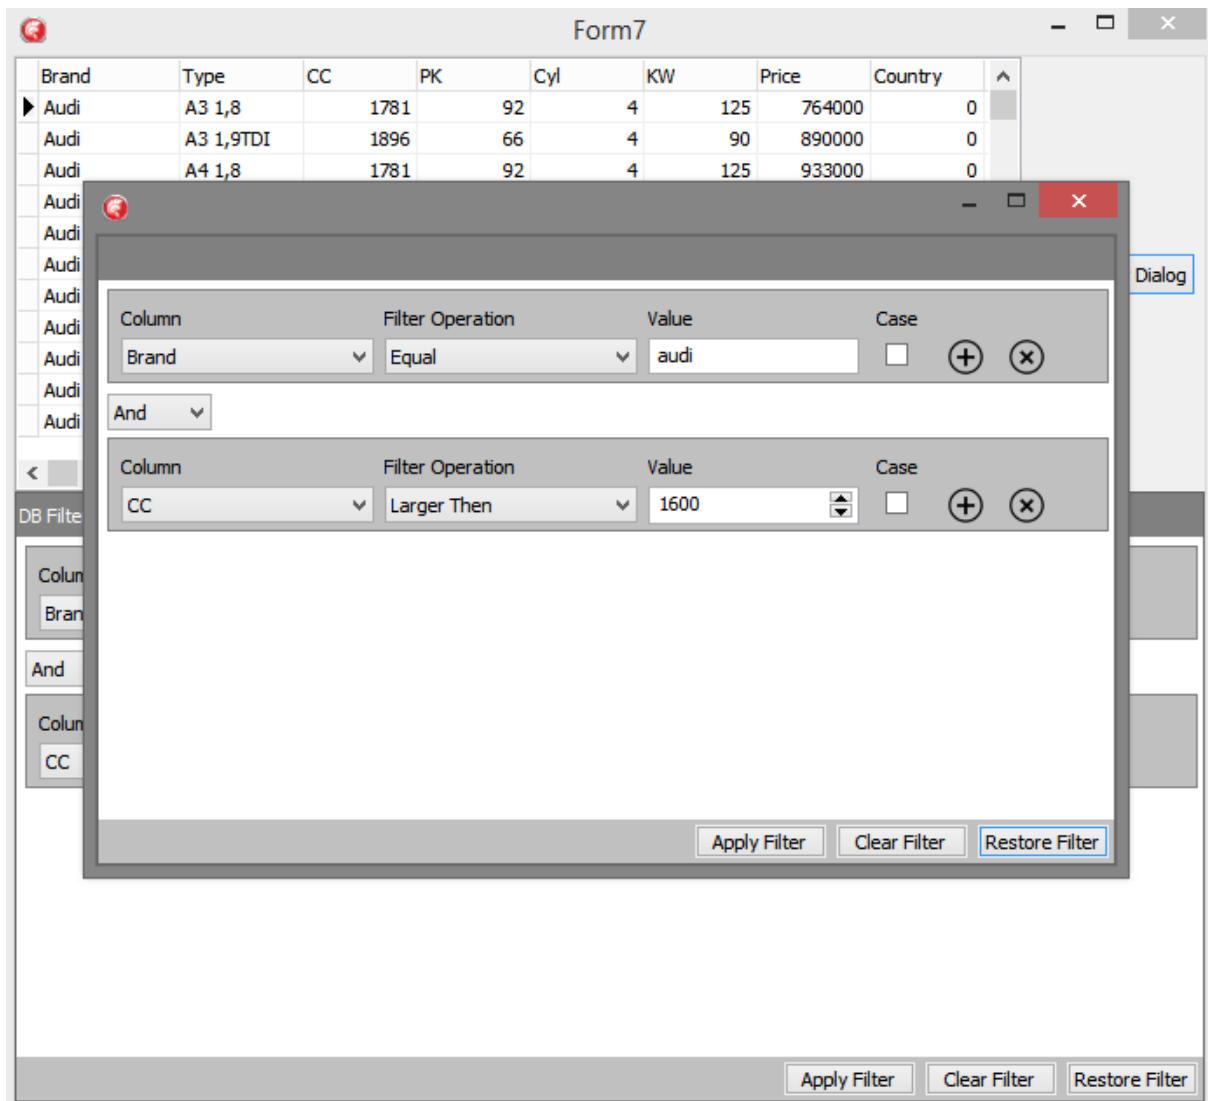 Form7
Brand Type CC PK Cyl KW Price Country
Audi A3 1,8 1781 92 4 125 764000 0
Audi A3 1,9TDI 1896 66 4 90 890000 0
Audi A4 1,8 1781 92 4 125 933000 0
Audi
Audi
Audi
Audi
Audi
Audi
Audi
Audi
Dialog
Column Filter Operation Value Case
Brand Equal audi
And
Column Filter Operation Value Case
CC Larger Then 1600
Apply Filter Clear Filter Restore Filter
DB Filte
Colum
Bran
And
Colum
CC
Apply Filter Clear Filter Restore Filter